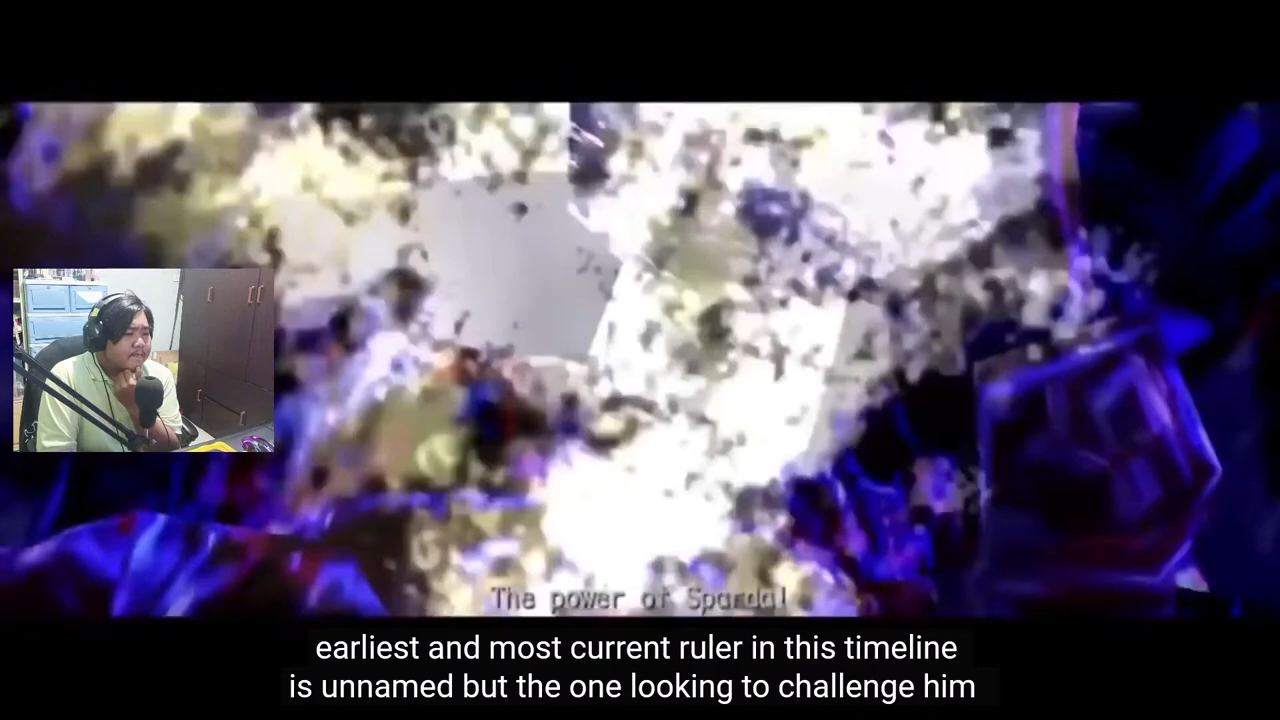 The power of Sparda!
earliest and most current ruler in this timeline
is unnamed but the one looking to challenge him